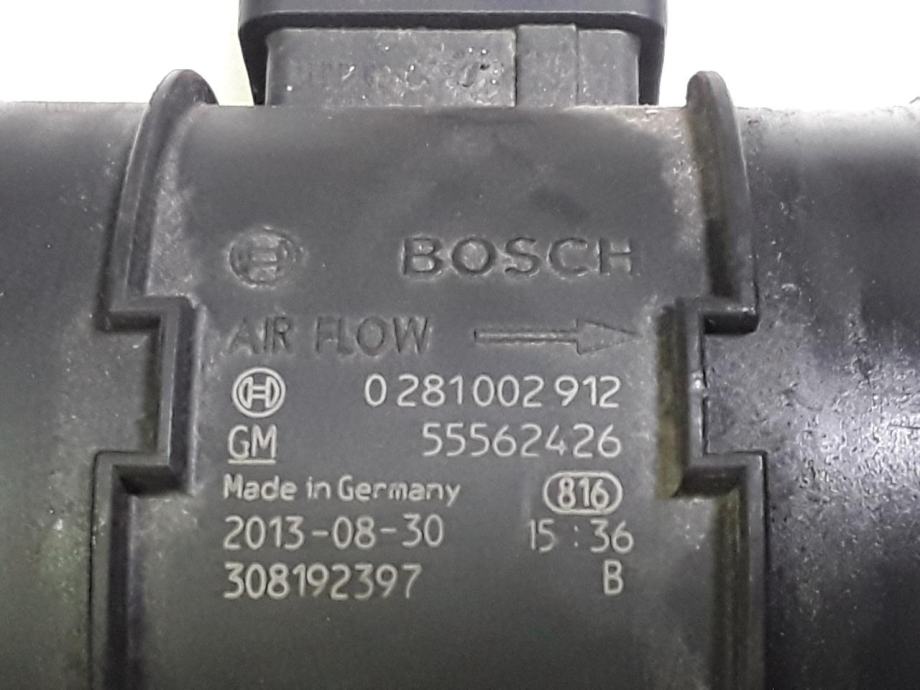 BOSCH
AIR FLOW
0 281 002 912
GM 55562426
Made in Germany 816
2013-08-30 15:36
308192397 B